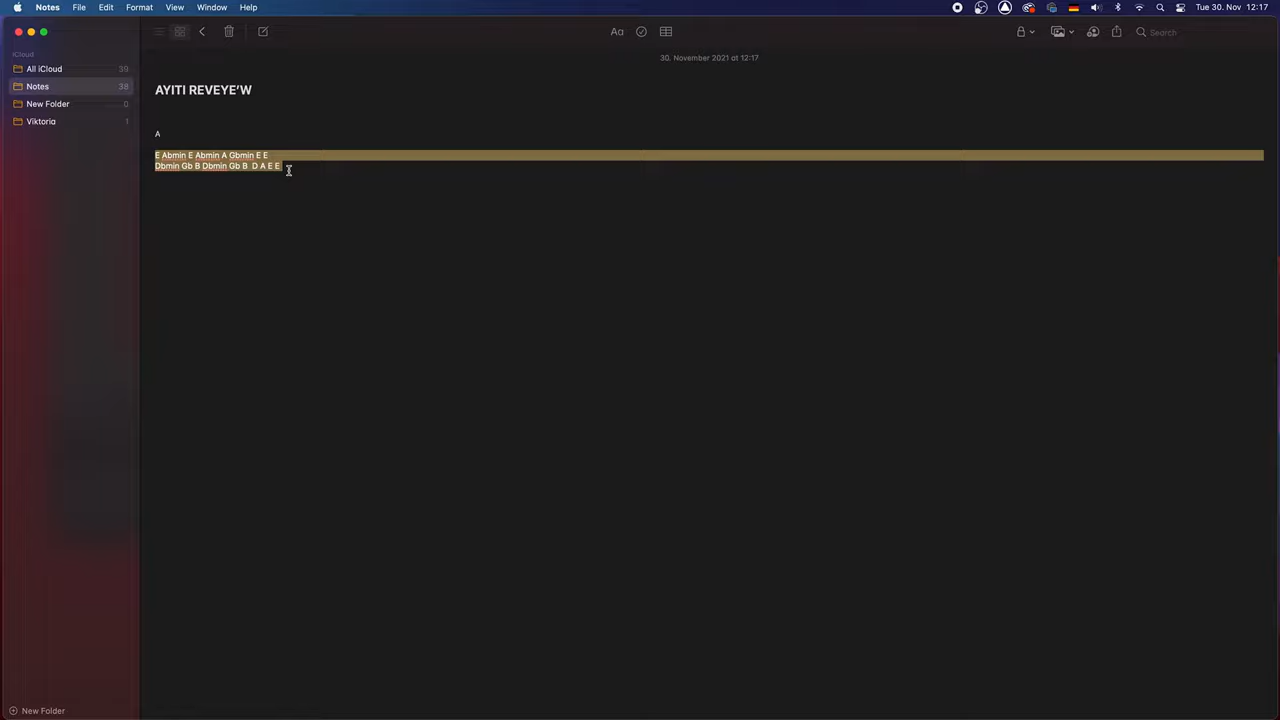 Notes File Edit Format View Window Help Tue 30. Nov 12:17
Aa Search
iCloud
All iCloud 39
Notes 38
New Folder 0
Viktoria 1
30. November 2021 at 12:17
AYITI REVEYE'W
A
E Abmin E Abmin A Gbmin E E
Dbmin Gb B Dbmin Gb B D A E E
New Folder